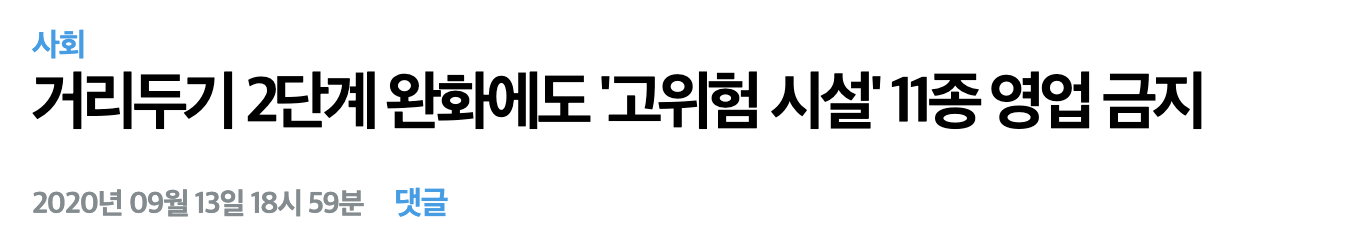 사회
거리두기 2단계 완화에도 '고위험 시설' 11종 영업 금지
2020년 09월 13일 18시 59분 댓글